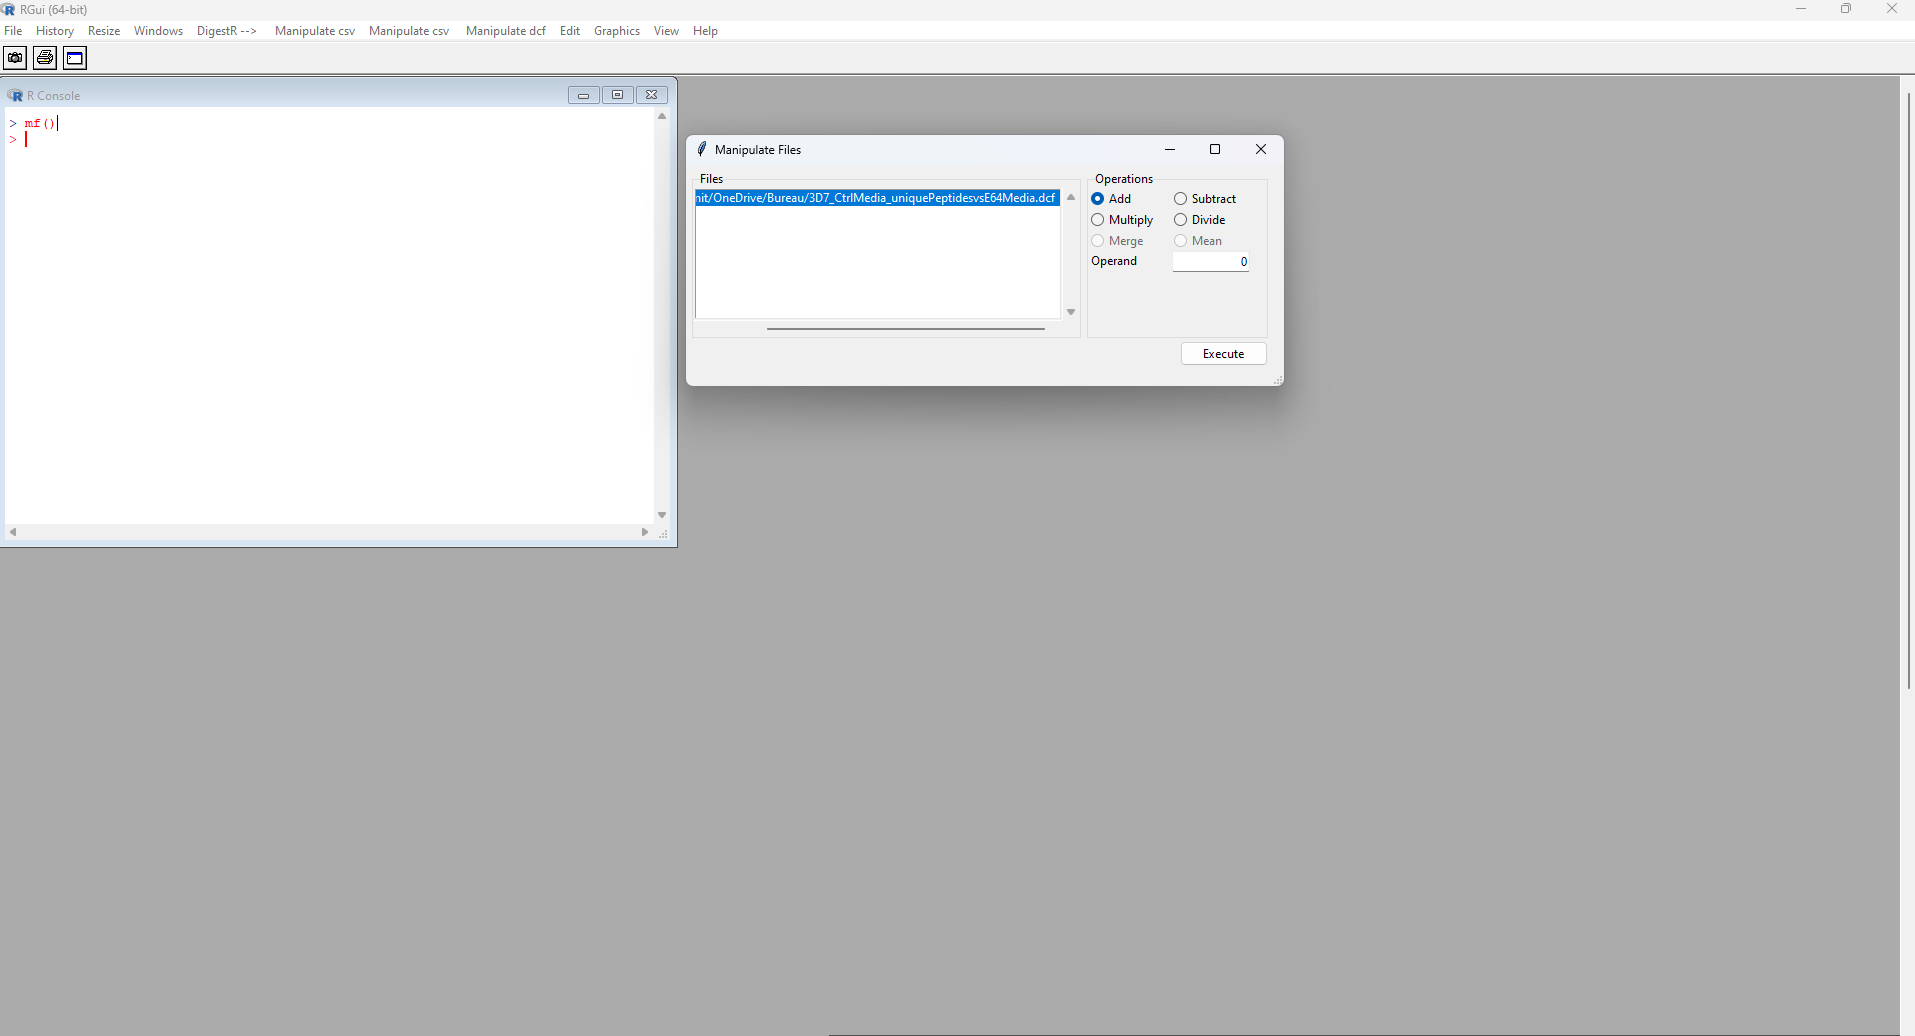 RGui (64-bit)
File History Resize Windows DigestR --> Manipulate csv Manipulate csv Manipulate dcf Edit Graphics View Help
R Console
> mf()
>
Manipulate Files
Files
nit/OneDrive/Bureau/3D7_CtrlMedia_uniquePeptidesvsE64Media.dcf
Operations
Add Subtract
Multiply Divide
Merge Mean
Operand 0
Execute